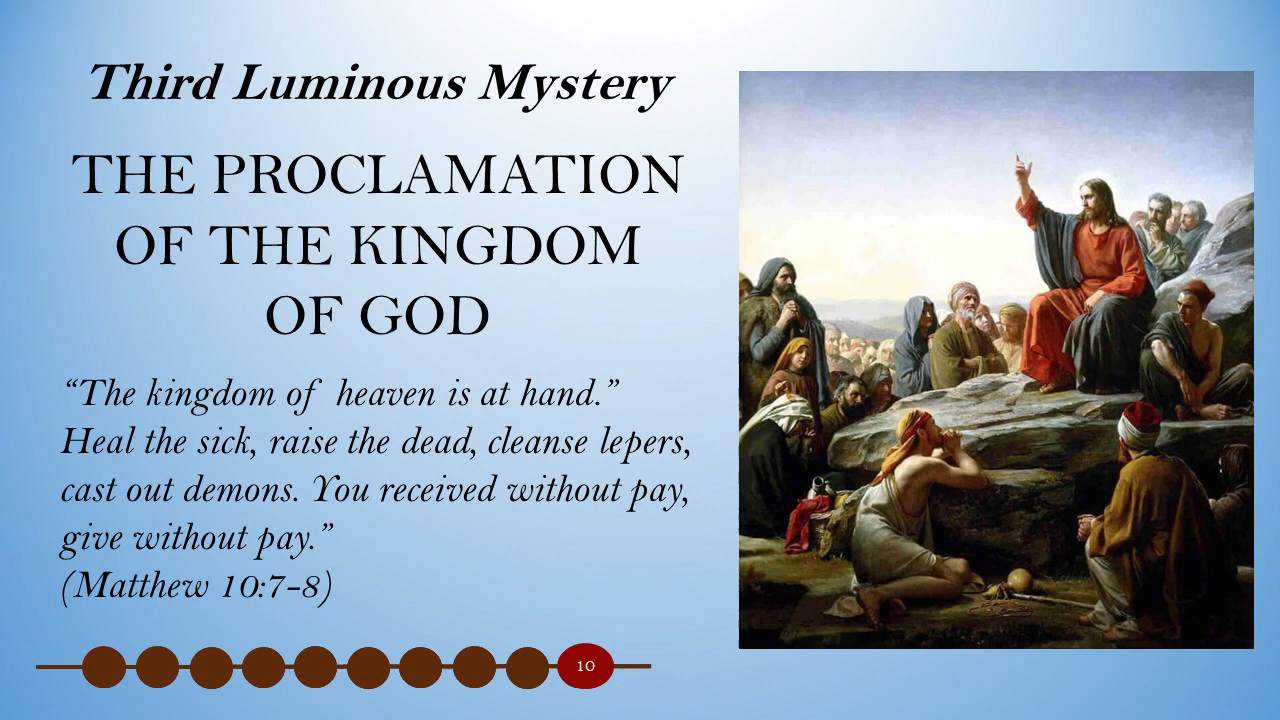 Third Luminous Mystery
THE PROCLAMATION
OF THE KINGDOM
OF GOD
“The kingdom of heaven is at hand.”
Heal the sick, raise the dead, cleanse lepers,
cast out demons. You received without pay,
give without pay.”
(Matthew 10:7-8)
10